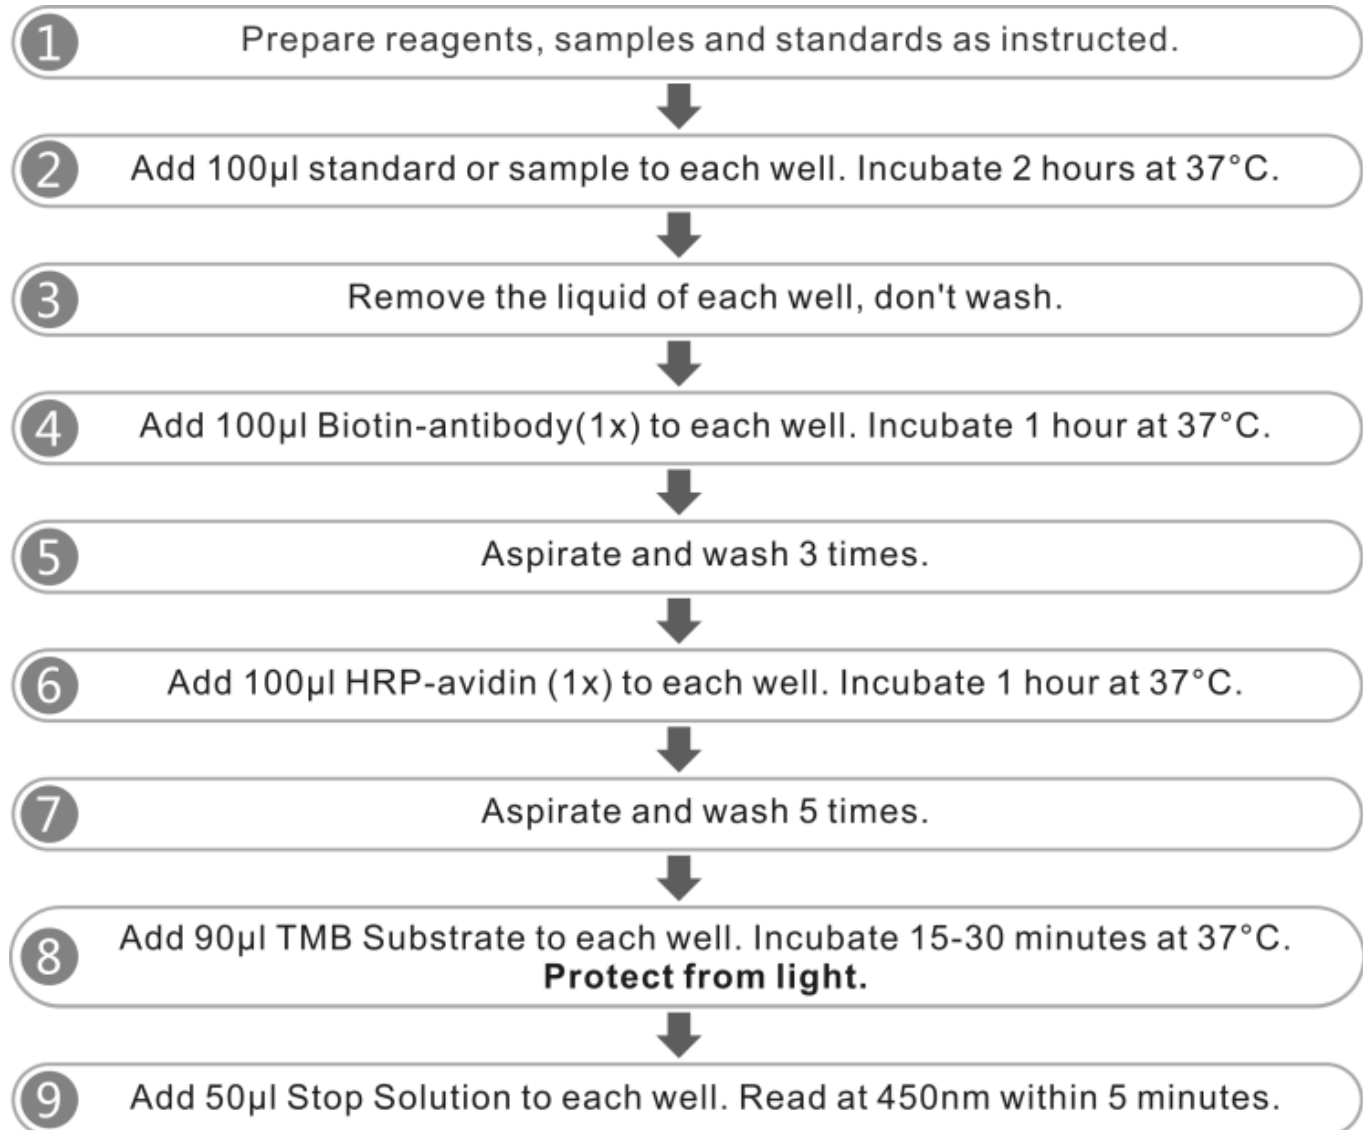 1 Prepare reagents, samples and standards as instructed.
2 Add 100µl standard or sample to each well. Incubate 2 hours at 37°C.
3 Remove the liquid of each well, don't wash.
4 Add 100µl Biotin-antibody(1x) to each well. Incubate 1 hour at 37°C.
5 Aspirate and wash 3 times.
6 Add 100µl HRP-avidin (1x) to each well. Incubate 1 hour at 37°C.
7 Aspirate and wash 5 times.
8 Add 90µl TMB Substrate to each well. Incubate 15-30 minutes at 37°C.
Protect from light.
9 Add 50µl Stop Solution to each well. Read at 450nm within 5 minutes.